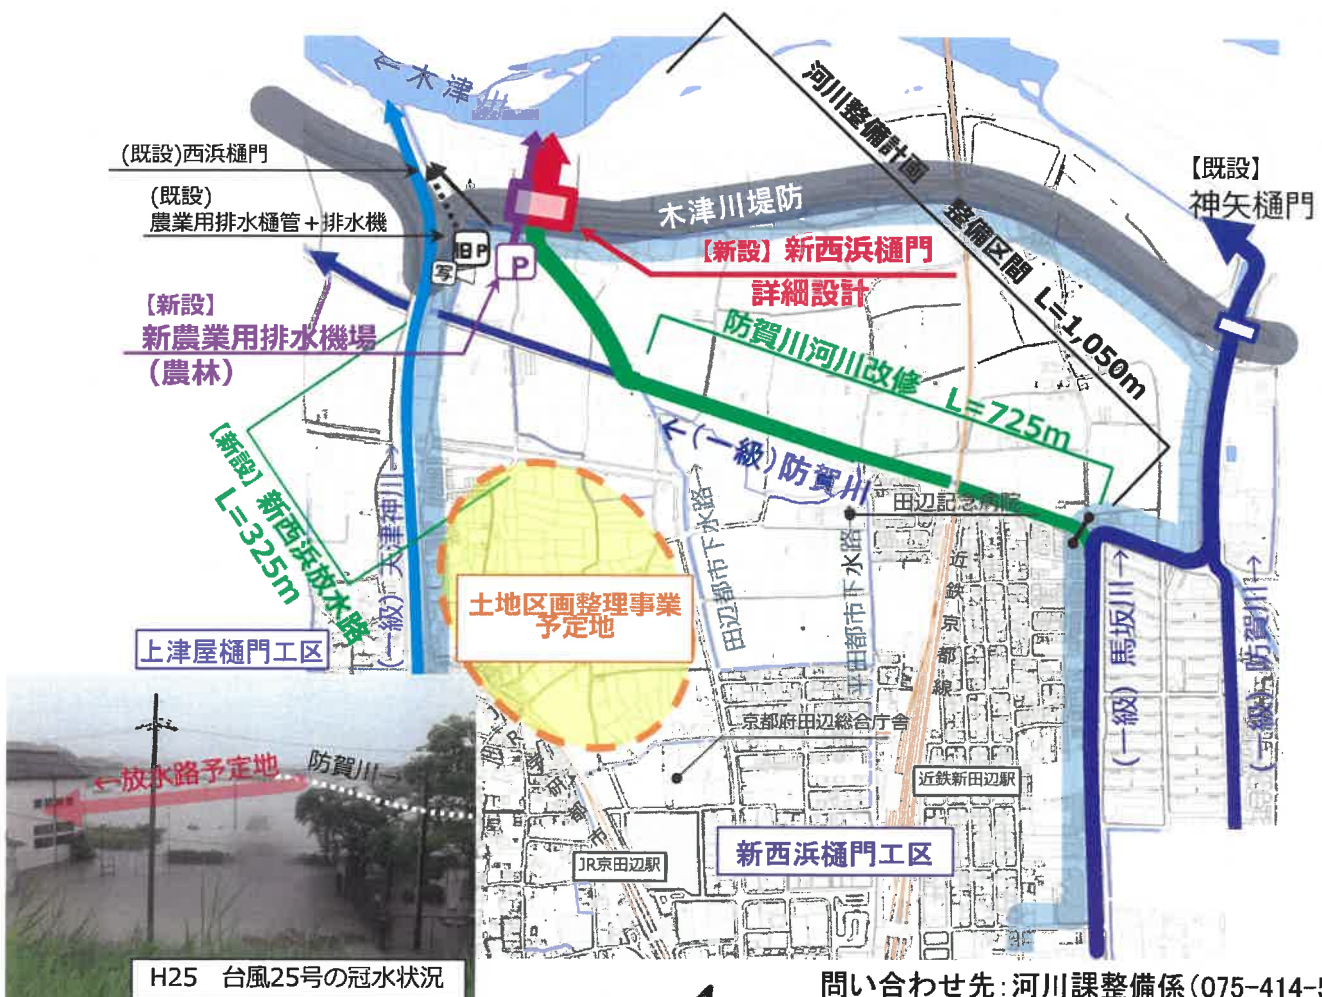 ←木津川
(既設)西浜樋門
(既設)
農業用排水樋管＋排水機
旧P
写
P
【新設】
新農業用排水機場
(農林)
木津川堤防
【新設】新西浜樋門
詳細設計
河川整備計画 整備区間 L=1,050m
【既設】
神矢樋門
防賀川河川改修 L=725m
←(一級)防賀川
【新設】新西浜放水路
L=325m
(一級)天津神川→
上津屋樋門工区
土地区画整理事業
予定地
田辺都市下水路→
平田都市下水路
田辺記念病院
近鉄京都線
(一級)馬坂川→
(一級)防賀川→
京都府田辺総合庁舎
近鉄新田辺駅
JR京田辺駅
新西浜樋門工区
←放水路予定地
防賀川→
H25 台風25号の冠水状況
問い合わせ先:河川課整備係(075-414-5